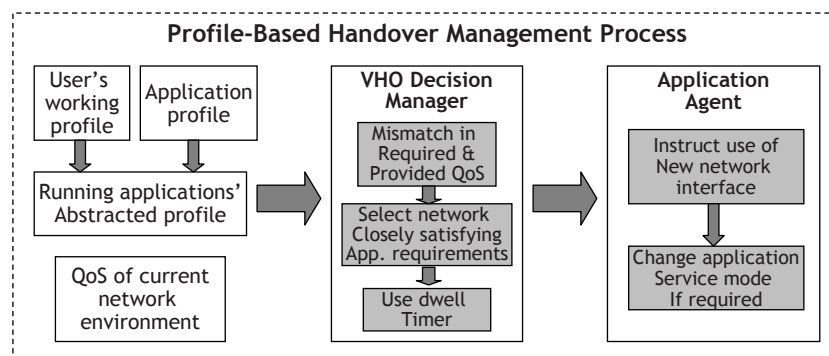 Profile-Based Handover Management Process
User's
working
profile
Application
profile
Running applications'
Abstracted profile
QoS of current
network
environment
VHO Decision
Manager
Mismatch in
Required &
Provided QoS
Select network
Closely satisfying
App. requirements
Use dwell
Timer
Application
Agent
Instruct use of
New network
interface
Change application
Service mode
If required